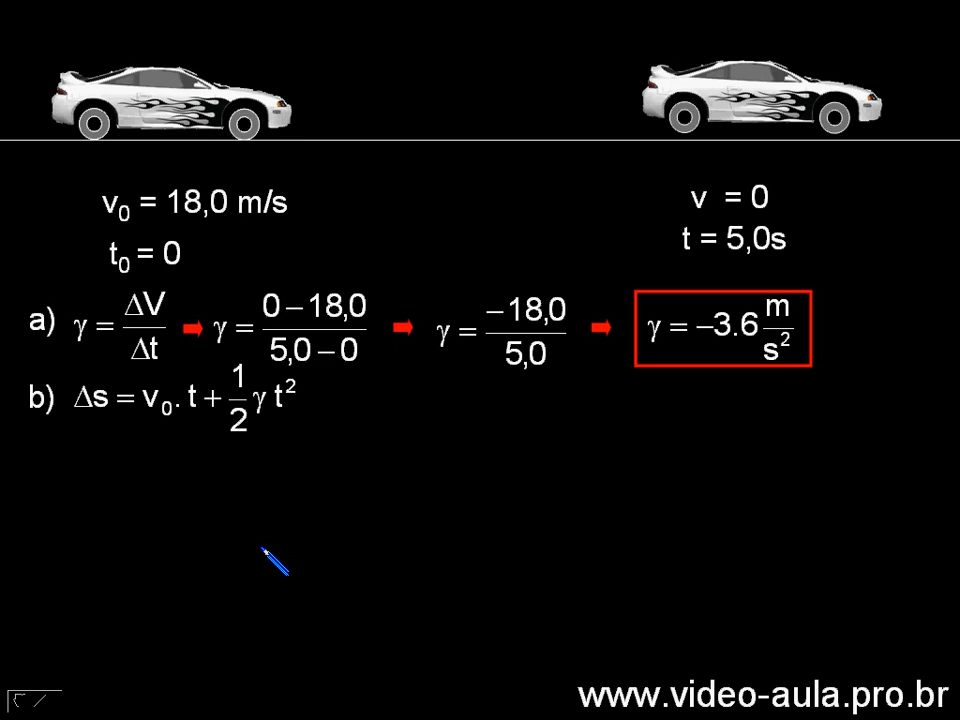 v₀ = 18,0 m/s
v = 0
t₀ = 0
t = 5,0s
a) γ = ΔV/Δt ➡ γ = (0 – 18,0)/(5,0 – 0) ➡ γ = –18,0/5,0 ➡ γ = –3.6 m/s²
b) Δs = v₀. t + 1/2 γ t²
www.video-aula.pro.br